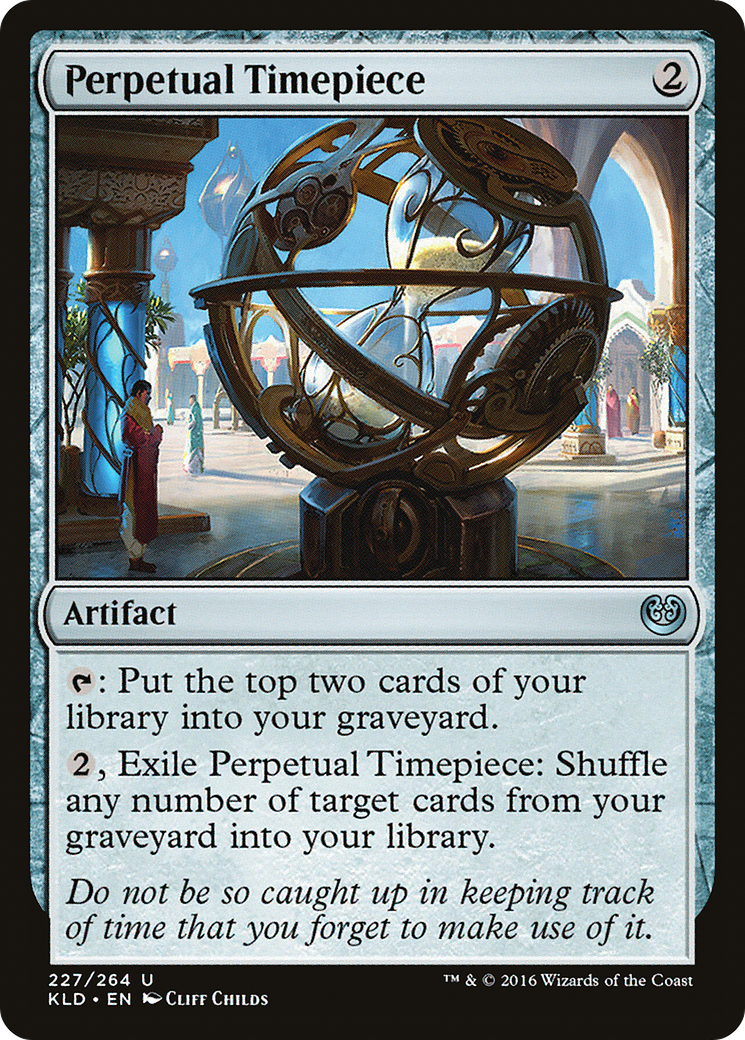 Perpetual Timepiece 2
Artifact
: Put the top two cards of your
library into your graveyard.
2, Exile Perpetual Timepiece: Shuffle
any number of target cards from your
graveyard into your library.
Do not be so caught up in keeping track
of time that you forget to make use of it.
227/264 U
™ & © 2016 Wizards of the Coast
KLD • EN Cliff Childs